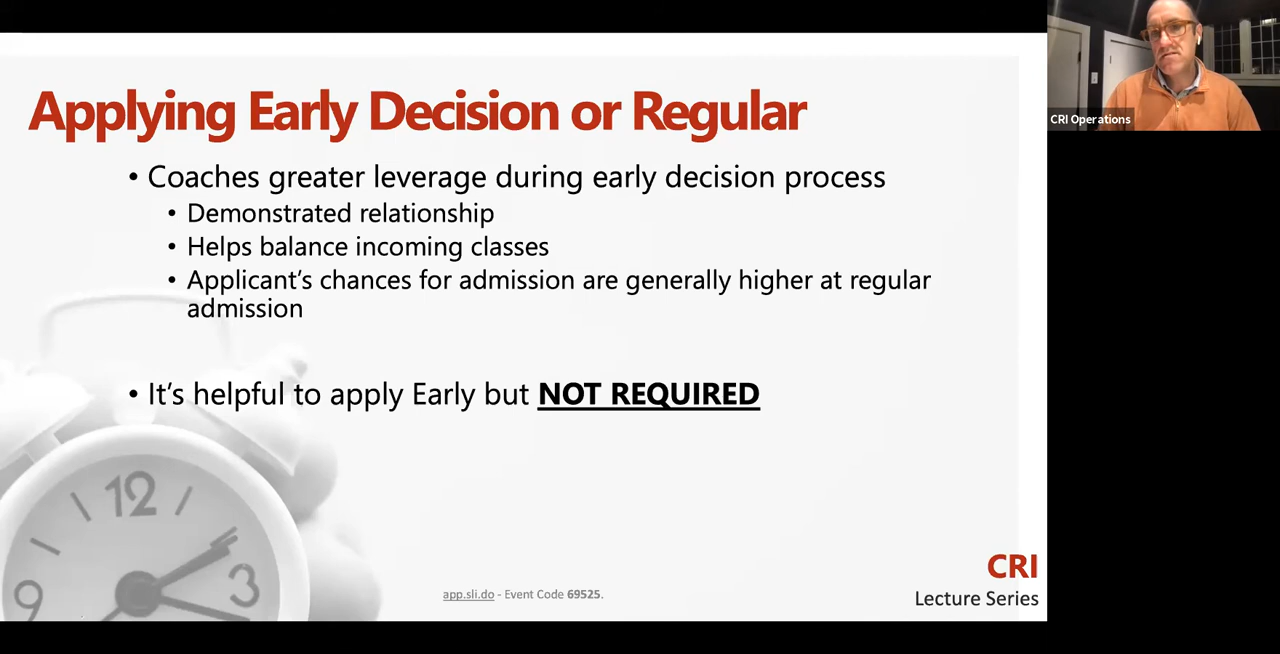 Applying Early Decision or Regular
• Coaches greater leverage during early decision process
• Demonstrated relationship
• Helps balance incoming classes
• Applicant’s chances for admission are generally higher at regular
admission
• It’s helpful to apply Early but NOT REQUIRED
12
3
9
app.sli.do - Event Code 69525.
CRI
Lecture Series
CRI Operations